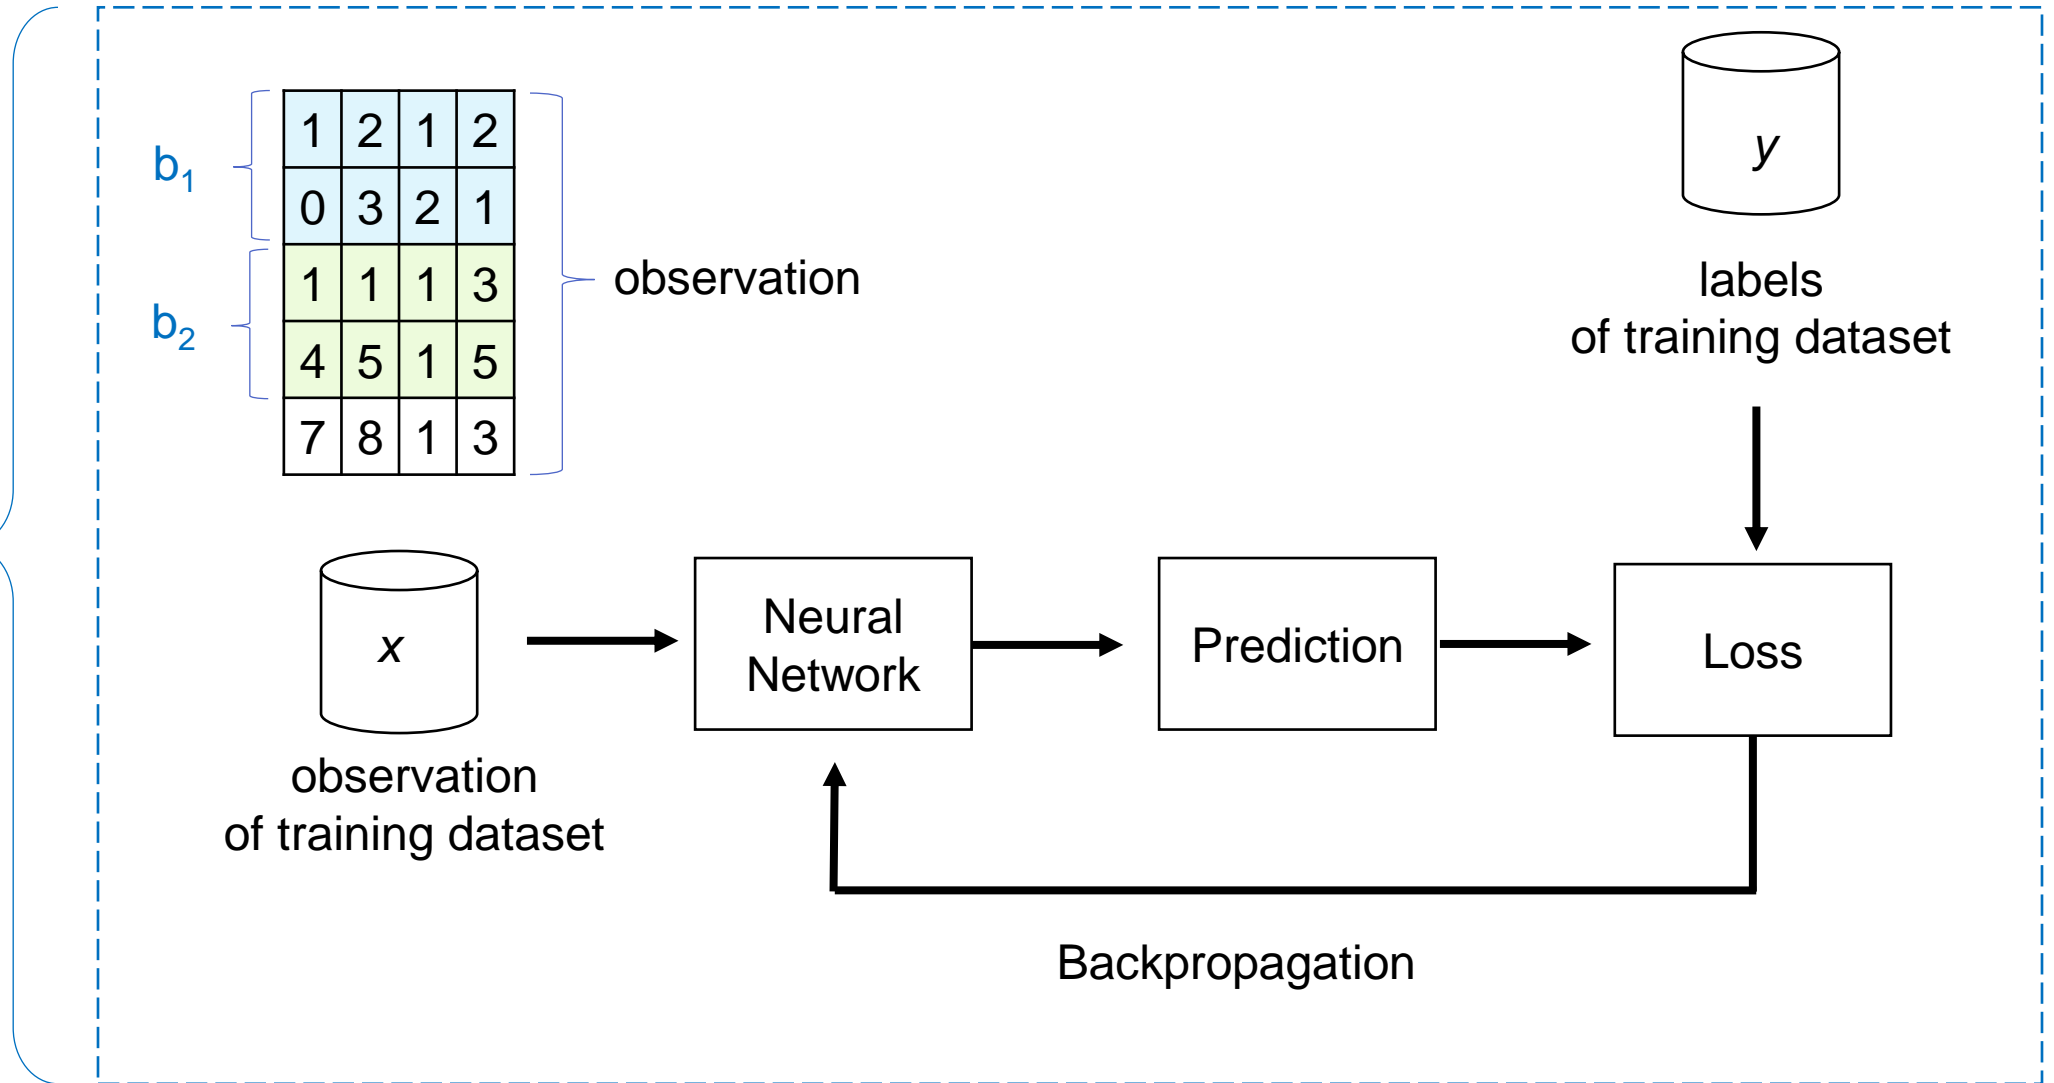 b₁
1 2 1 2
0 3 2 1
b₂
1 1 1 3
4 5 1 5
7 8 1 3
observation
y
labels
of training dataset
x
observation
of training dataset
Neural
Network
Prediction
Loss
Backpropagation